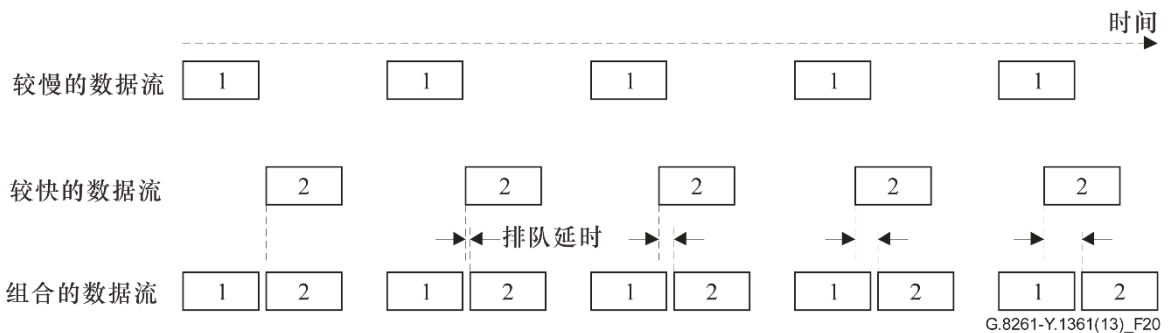 时间
较慢的数据流 1 1 1 1 1
较快的数据流 2 2 2 2 2
排队延时
组合的数据流 1 2 1 2 1 2 1 2 1 2
G.8261-Y.1361(13)_F20